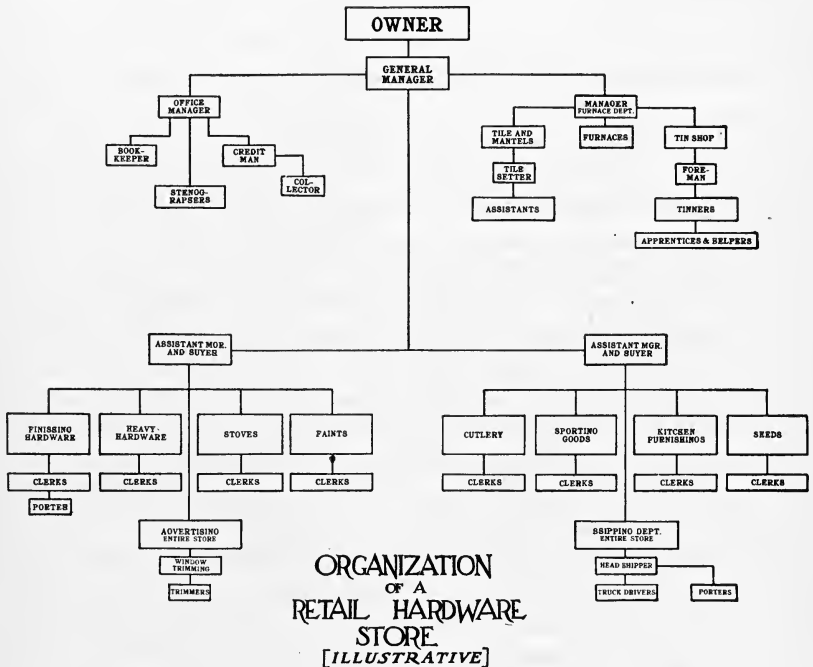 OWNER
GENERAL
MANAGER
OFFICE
MANAGER
MANAGER
FURNACE DEPT.
BOOK-
KEEPER
CREDIT
MAN
TILE AND
MANTELS
FURNACES
TIN SHOP
STENOG-
RAPSERS
COL-
LECTOR
TILE
SETTER
FORE-
MAN
ASSISTANTS
TINNERS
APPRENTICES & BELPERS
ASSISTANT MGR.
AND SUYER
ASSISTANT MGR.
AND SUYER
FINISSING
HARDWARE
HEAVY-
HARDWARE
STOVES
FAINTS
CUTLERY
SPORTINO
GOODS
KITCHEN
FURNISHINOS
SEEDS
CLERKS
CLERKS
CLERKS
CLERKS
CLERKS
CLERKS
CLERKS
CLERKS
PORTEH
AOVERTISINO
ENTIRE STORE
SSIPPINO DEPT.
ENTIRE STORE
WINDOW
TRIMMING
HEAD SHIPPER
TRIMMERS
TRUCK DRIVERS
PORTERS
ORGANIZATION
OF A
RETAIL HARDWARE
STORE
[ILLUSTRATIVE]